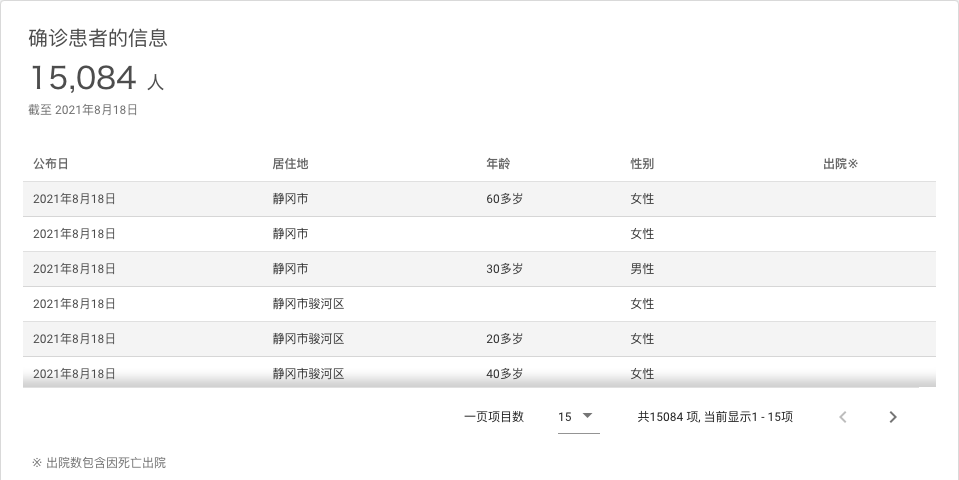 确诊患者的信息
15,084 人
截至 2021年8月18日
公布日 居住地 年龄 性别 出院※
2021年8月18日 静冈市 60多岁 女性
2021年8月18日 静冈市 女性
2021年8月18日 静冈市 30多岁 男性
2021年8月18日 静冈市骏河区 女性
2021年8月18日 静冈市骏河区 20多岁 女性
2021年8月18日 静冈市骏河区 40多岁 女性
一页项目数 15 共15084 项, 当前显示1 - 15项
※ 出院数包含因死亡出院